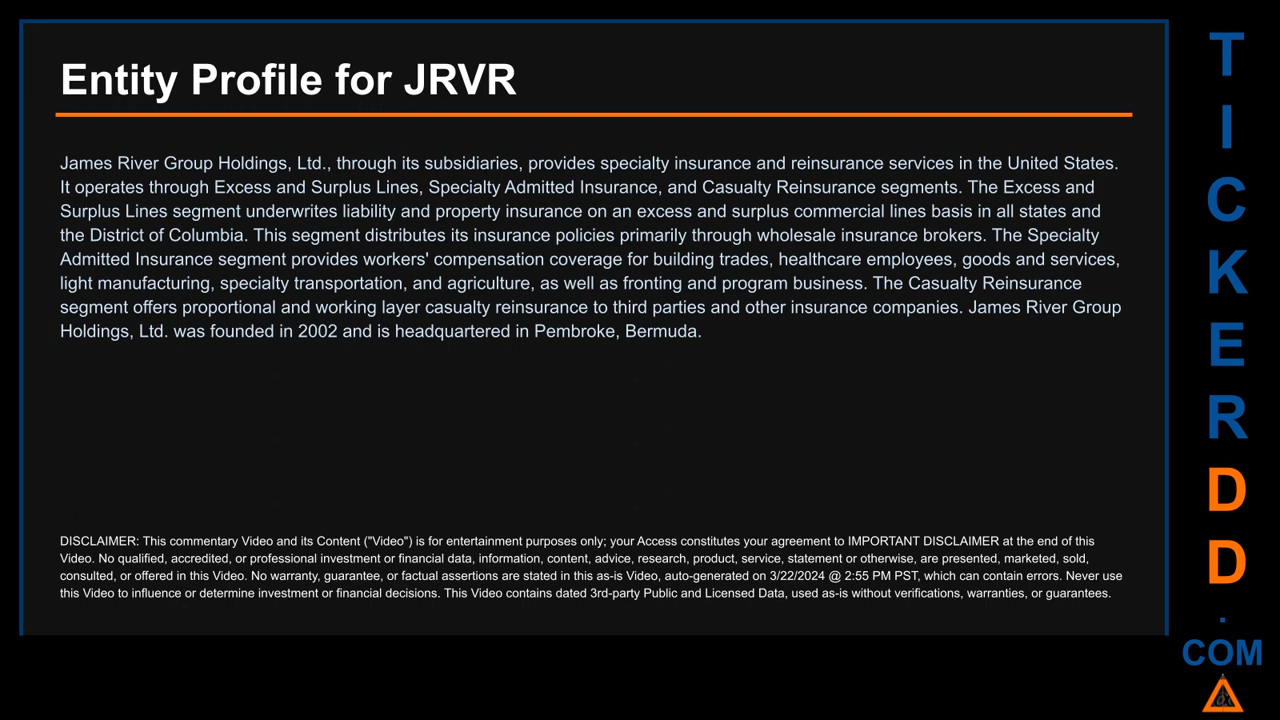 Entity Profile for JRVR
James River Group Holdings, Ltd., through its subsidiaries, provides specialty insurance and reinsurance services in the United States.
It operates through Excess and Surplus Lines, Specialty Admitted Insurance, and Casualty Reinsurance segments. The Excess and
Surplus Lines segment underwrites liability and property insurance on an excess and surplus commercial lines basis in all states and
the District of Columbia. This segment distributes its insurance policies primarily through wholesale insurance brokers. The Specialty
Admitted Insurance segment provides workers' compensation coverage for building trades, healthcare employees, goods and services,
light manufacturing, specialty transportation, and agriculture, as well as fronting and program business. The Casualty Reinsurance
segment offers proportional and working layer casualty reinsurance to third parties and other insurance companies. James River Group
Holdings, Ltd. was founded in 2002 and is headquartered in Pembroke, Bermuda.
DISCLAIMER: This commentary Video and its Content ("Video") is for entertainment purposes only; your Access constitutes your agreement to IMPORTANT DISCLAIMER at the end of this
Video. No qualified, accredited, or professional investment or financial data, information, content, advice, research, product, service, statement or otherwise, are presented, marketed, sold,
consulted, or offered in this Video. No warranty, guarantee, or factual assertions are stated in this as-is Video, auto-generated on 3/22/2024 @ 2:55 PM PST, which can contain errors. Never use
this Video to influence or determine investment or financial decisions. This Video contains dated 3rd-party Public and Licensed Data, used as-is without verifications, warranties, or guarantees.
T
I
C
K
E
R
D
D
.
COM